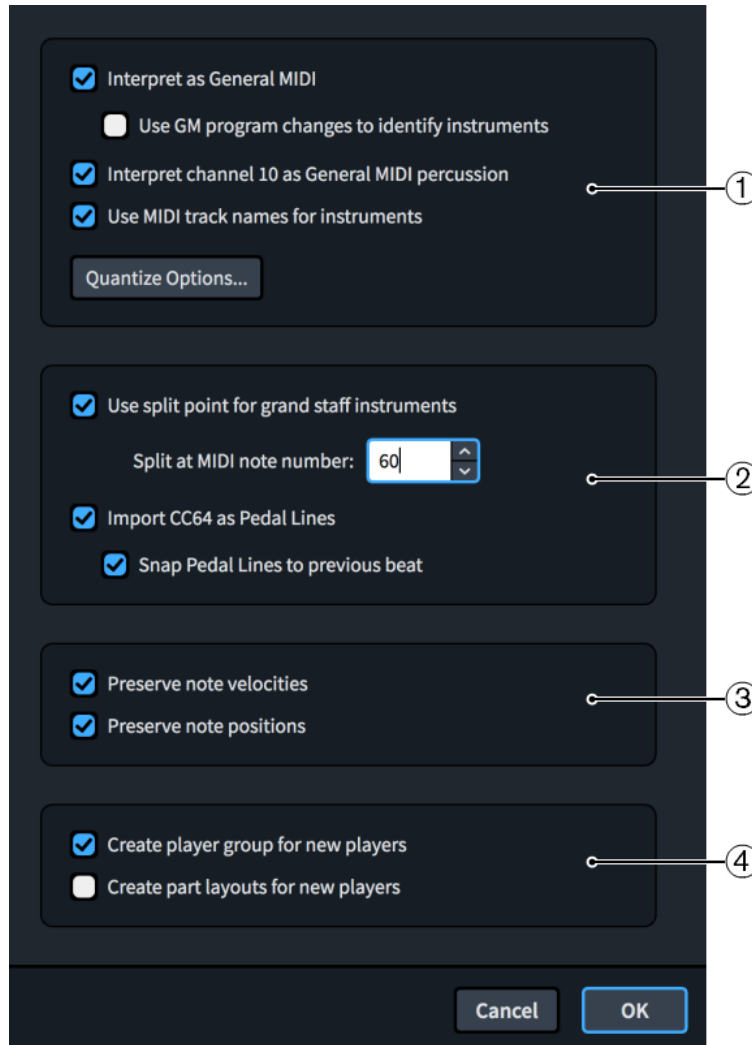 Interpret as General MIDI
Use GM program changes to identify instruments
Interpret channel 10 as General MIDI percussion
1
Use MIDI track names for instruments
Quantize Options...
Use split point for grand staff instruments
Split at MIDI note number: 60
2
Import CC64 as Pedal Lines
Snap Pedal Lines to previous beat
Preserve note velocities
3
Preserve note positions
Create player group for new players
4
Create part layouts for new players
Cancel OK